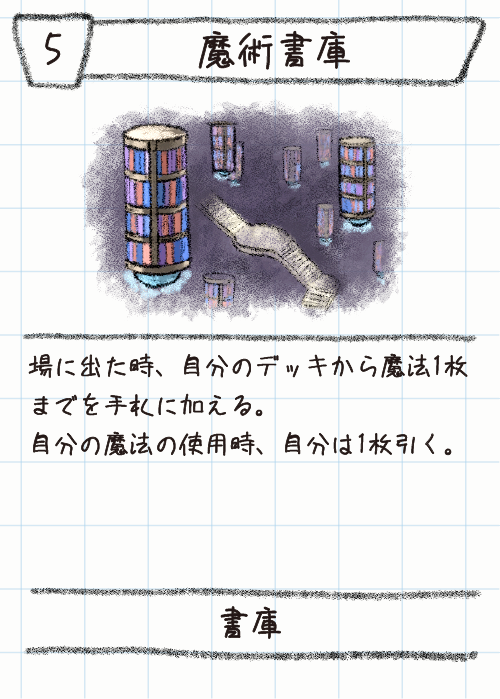 5
魔術書庫
場に出た時、自分のデッキから魔法1枚
までを手札に加える。
自分の魔法の使用時、自分は1枚引く。
書庫